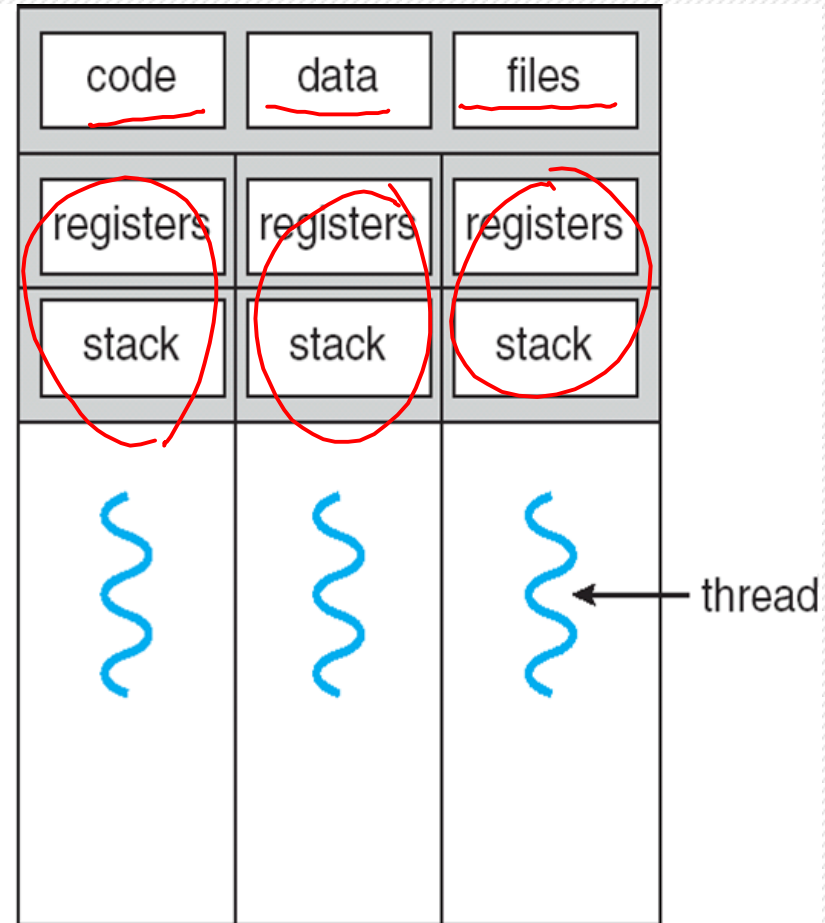 code data files
registers registers registers
stack stack stack
thread